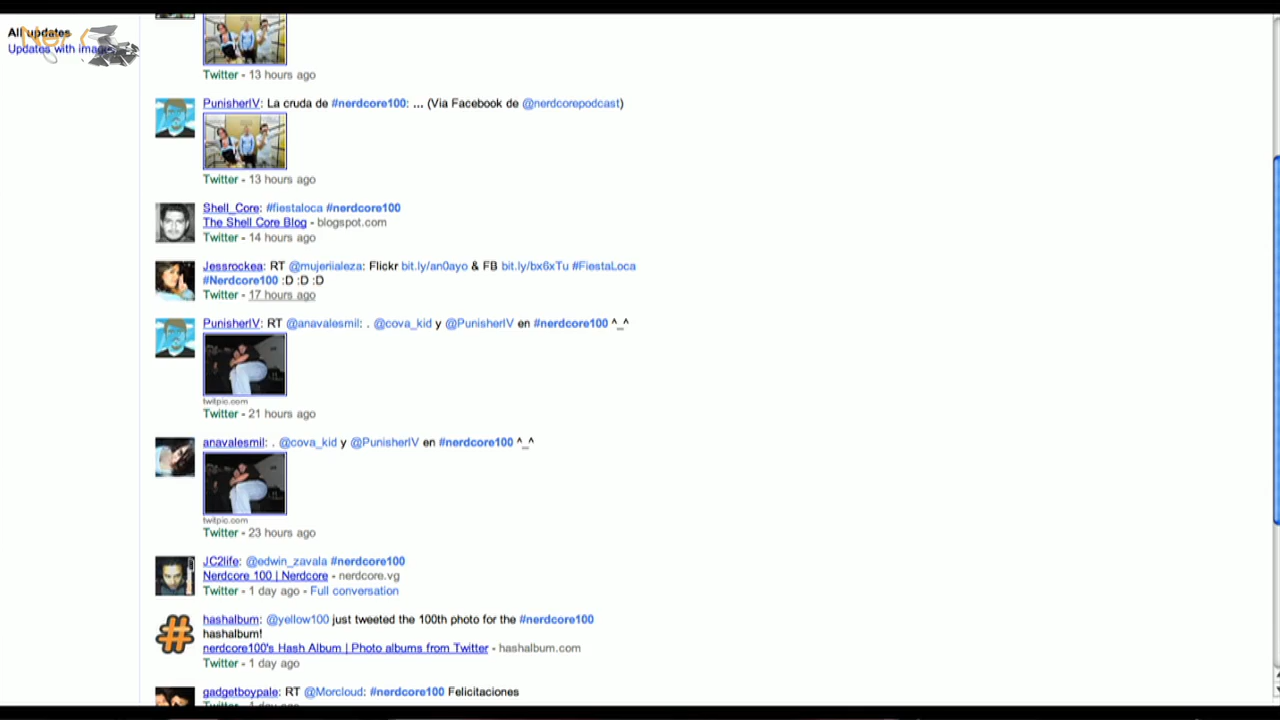 All updates
Updates with images
Twitter - 13 hours ago
PunisherIV: La cruda de #nerdcore100: ... (Via Facebook de @nerdcorepodcast)
Twitter - 13 hours ago
Shell_Core: #fiestaloca #nerdcore100
The Shell Core Blog - blogspot.com
Twitter - 14 hours ago
Jessrockea: RT @mujeriialeza: Flickr bit.ly/an0ayo & FB bit.ly/bx6xTu #FiestaLoca
#Nerdcore100 :D :D :D
Twitter - 17 hours ago
PunisherIV: RT @anavalesmil: . @cova_kid y @PunisherIV en #nerdcore100 ^_^
twitpic.com
Twitter - 21 hours ago
anavalesmil: . @cova_kid y @PunisherIV en #nerdcore100 ^_^
twitpic.com
Twitter - 23 hours ago
JC2life: @edwin_zavala #nerdcore100
Nerdcore 100 | Nerdcore - nerdcore.vg
Twitter - 1 day ago - Full conversation
hashalbum: @yellow100 just tweeted the 100th photo for the #nerdcore100
hashalbum!
nerdcore100's Hash Album | Photo albums from Twitter - hashalbum.com
Twitter - 1 day ago
gadgetboypale: RT @Morcloud: #nerdcore100 Felicitaciones
Twitter - 1 day ago